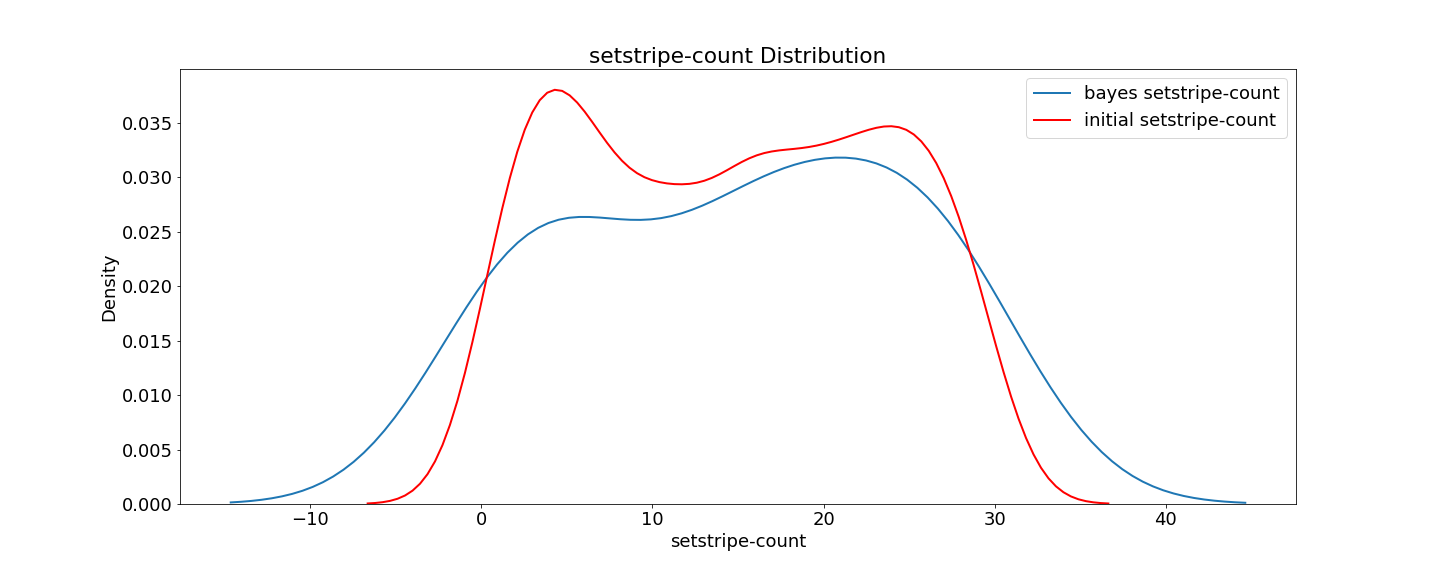 setstripe-count Distribution
bayes setstripe-count
initial setstripe-count
Density
0.035
0.030
0.025
0.020
0.015
0.010
0.005
0.000
−10 0 10 20 30 40
setstripe-count